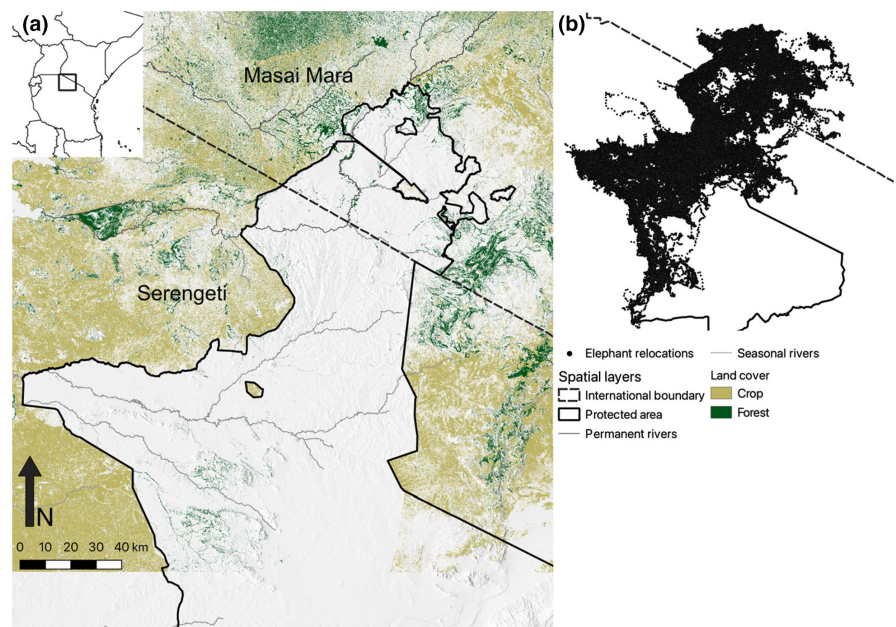 (a)
Masai Mara
Serengeti
N
0 10 20 30 40 km
(b)
Elephant relocations
Spatial layers
International boundary
Protected area
Permanent rivers
Seasonal rivers
Land cover
Crop
Forest